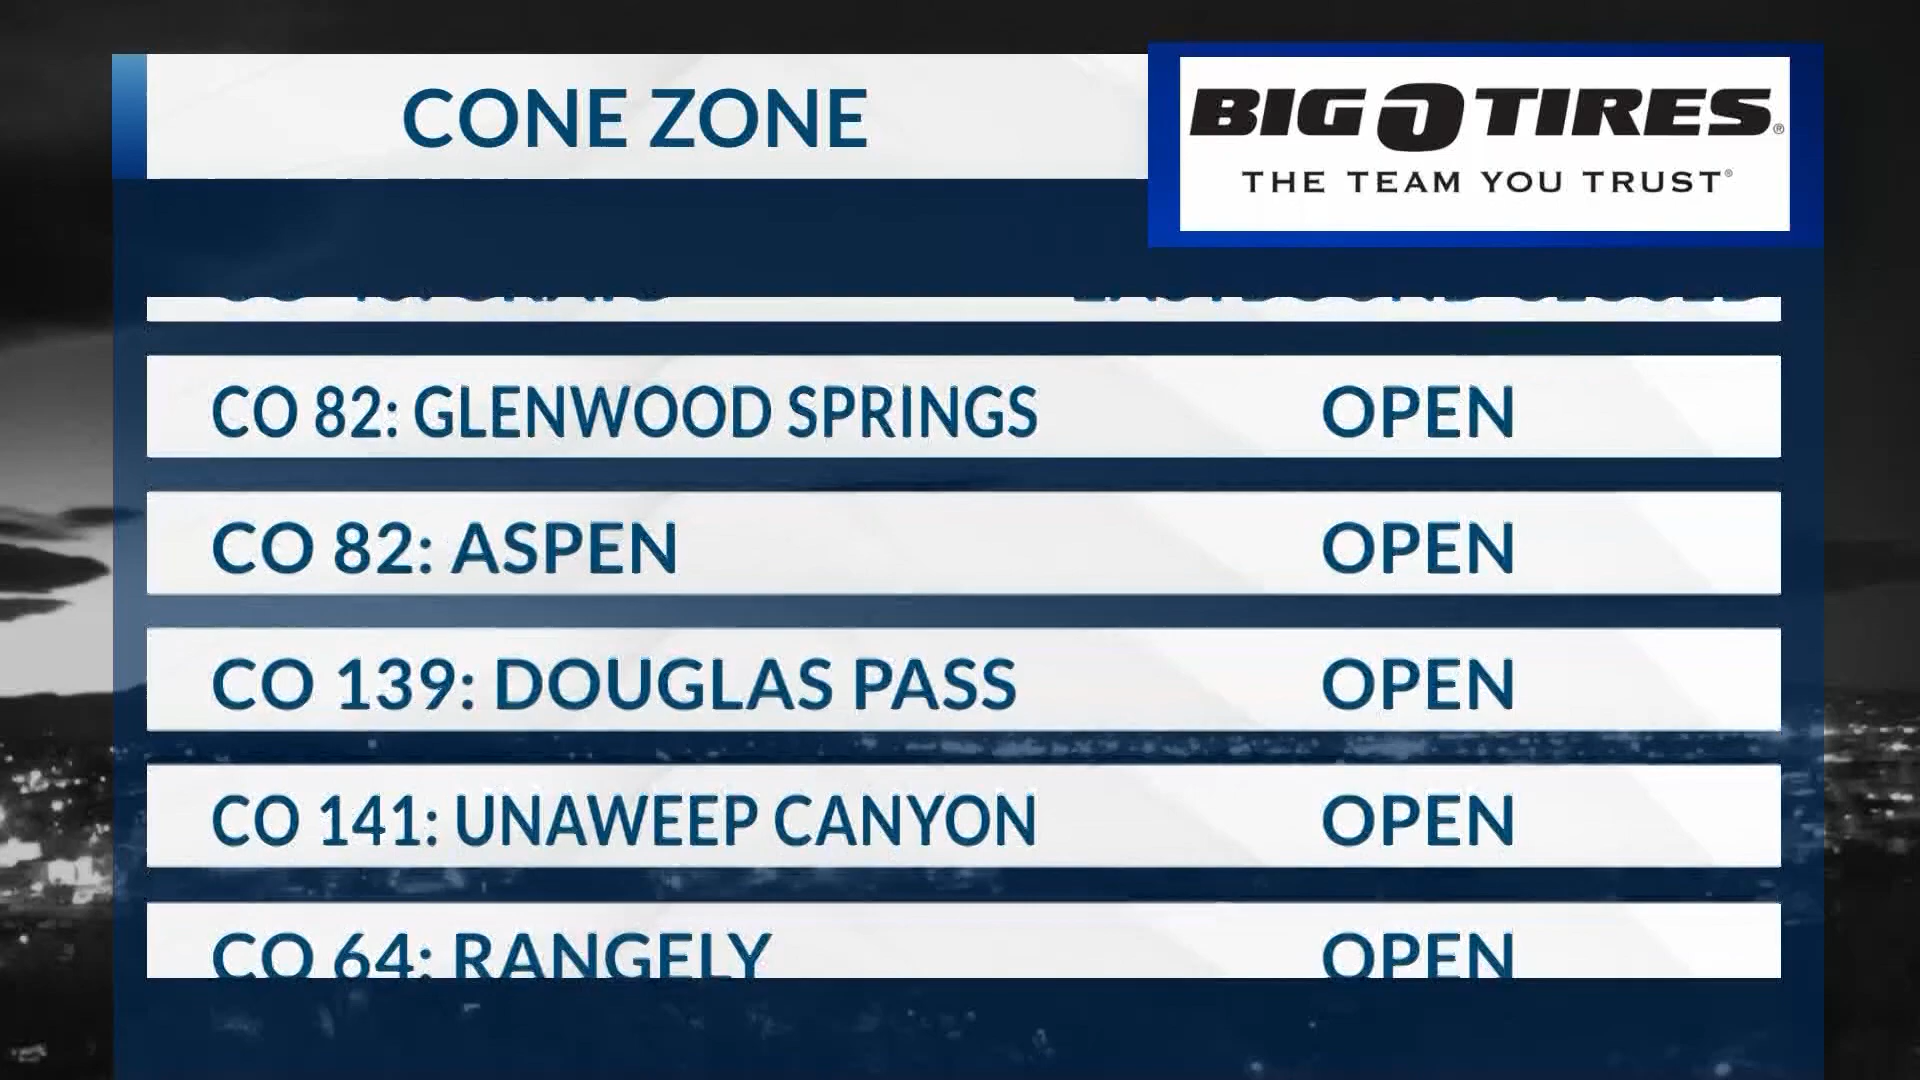 CONE ZONE
BIG O TIRES®
THE TEAM YOU TRUST®
CO 82: GLENWOOD SPRINGS OPEN
CO 82: ASPEN OPEN
CO 139: DOUGLAS PASS OPEN
CO 141: UNAWEEP CANYON OPEN
CO 64: RANGELY OPEN